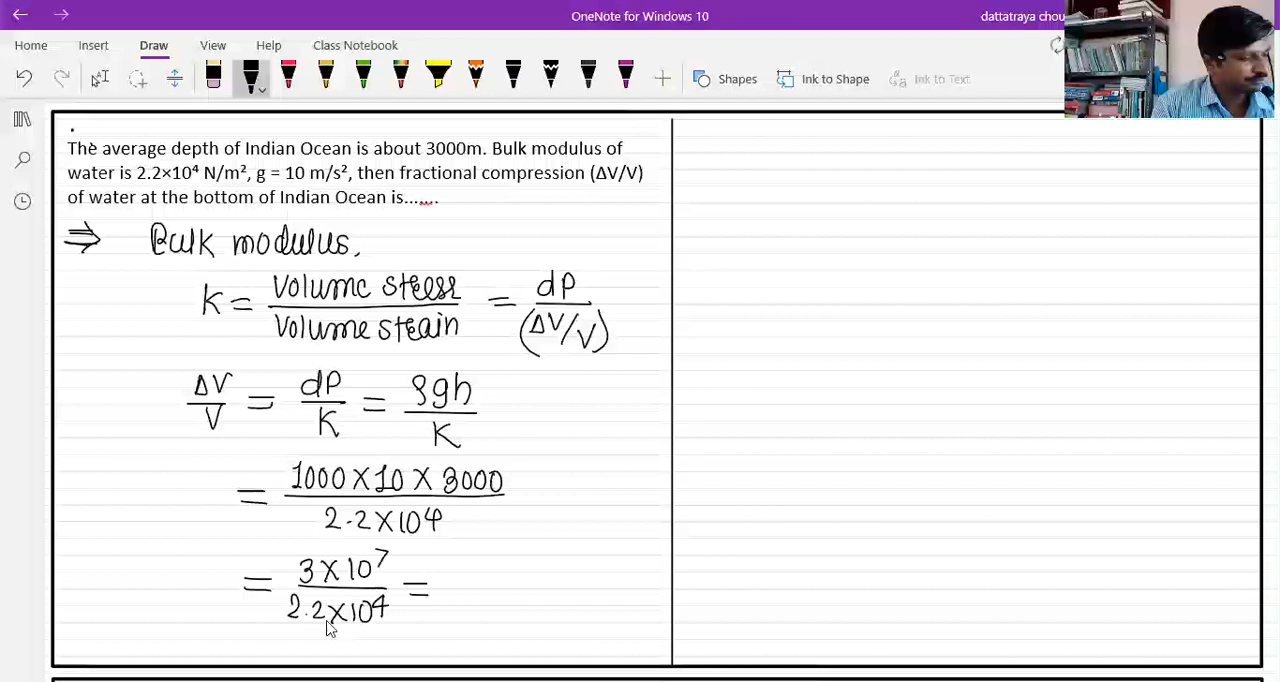 OneNote for Windows 10
dattatraya chou
Home Insert Draw View Help Class Notebook
Shapes Ink to Shape Ink to Text
The average depth of Indian Ocean is about 3000m. Bulk modulus of
water is 2.2×10⁴ N/m², g = 10 m/s², then fractional compression (ΔV/V)
of water at the bottom of Indian Ocean is.......
⇒ Bulk modulus,
K = Volume stress / Volume strain = dP / (ΔV/V)
ΔV/V = dP/K = ρgh/K
= 1000 × 10 × 3000 / 2.2 × 10⁴
= 3 × 10⁷ / 2.2 × 10⁴ =